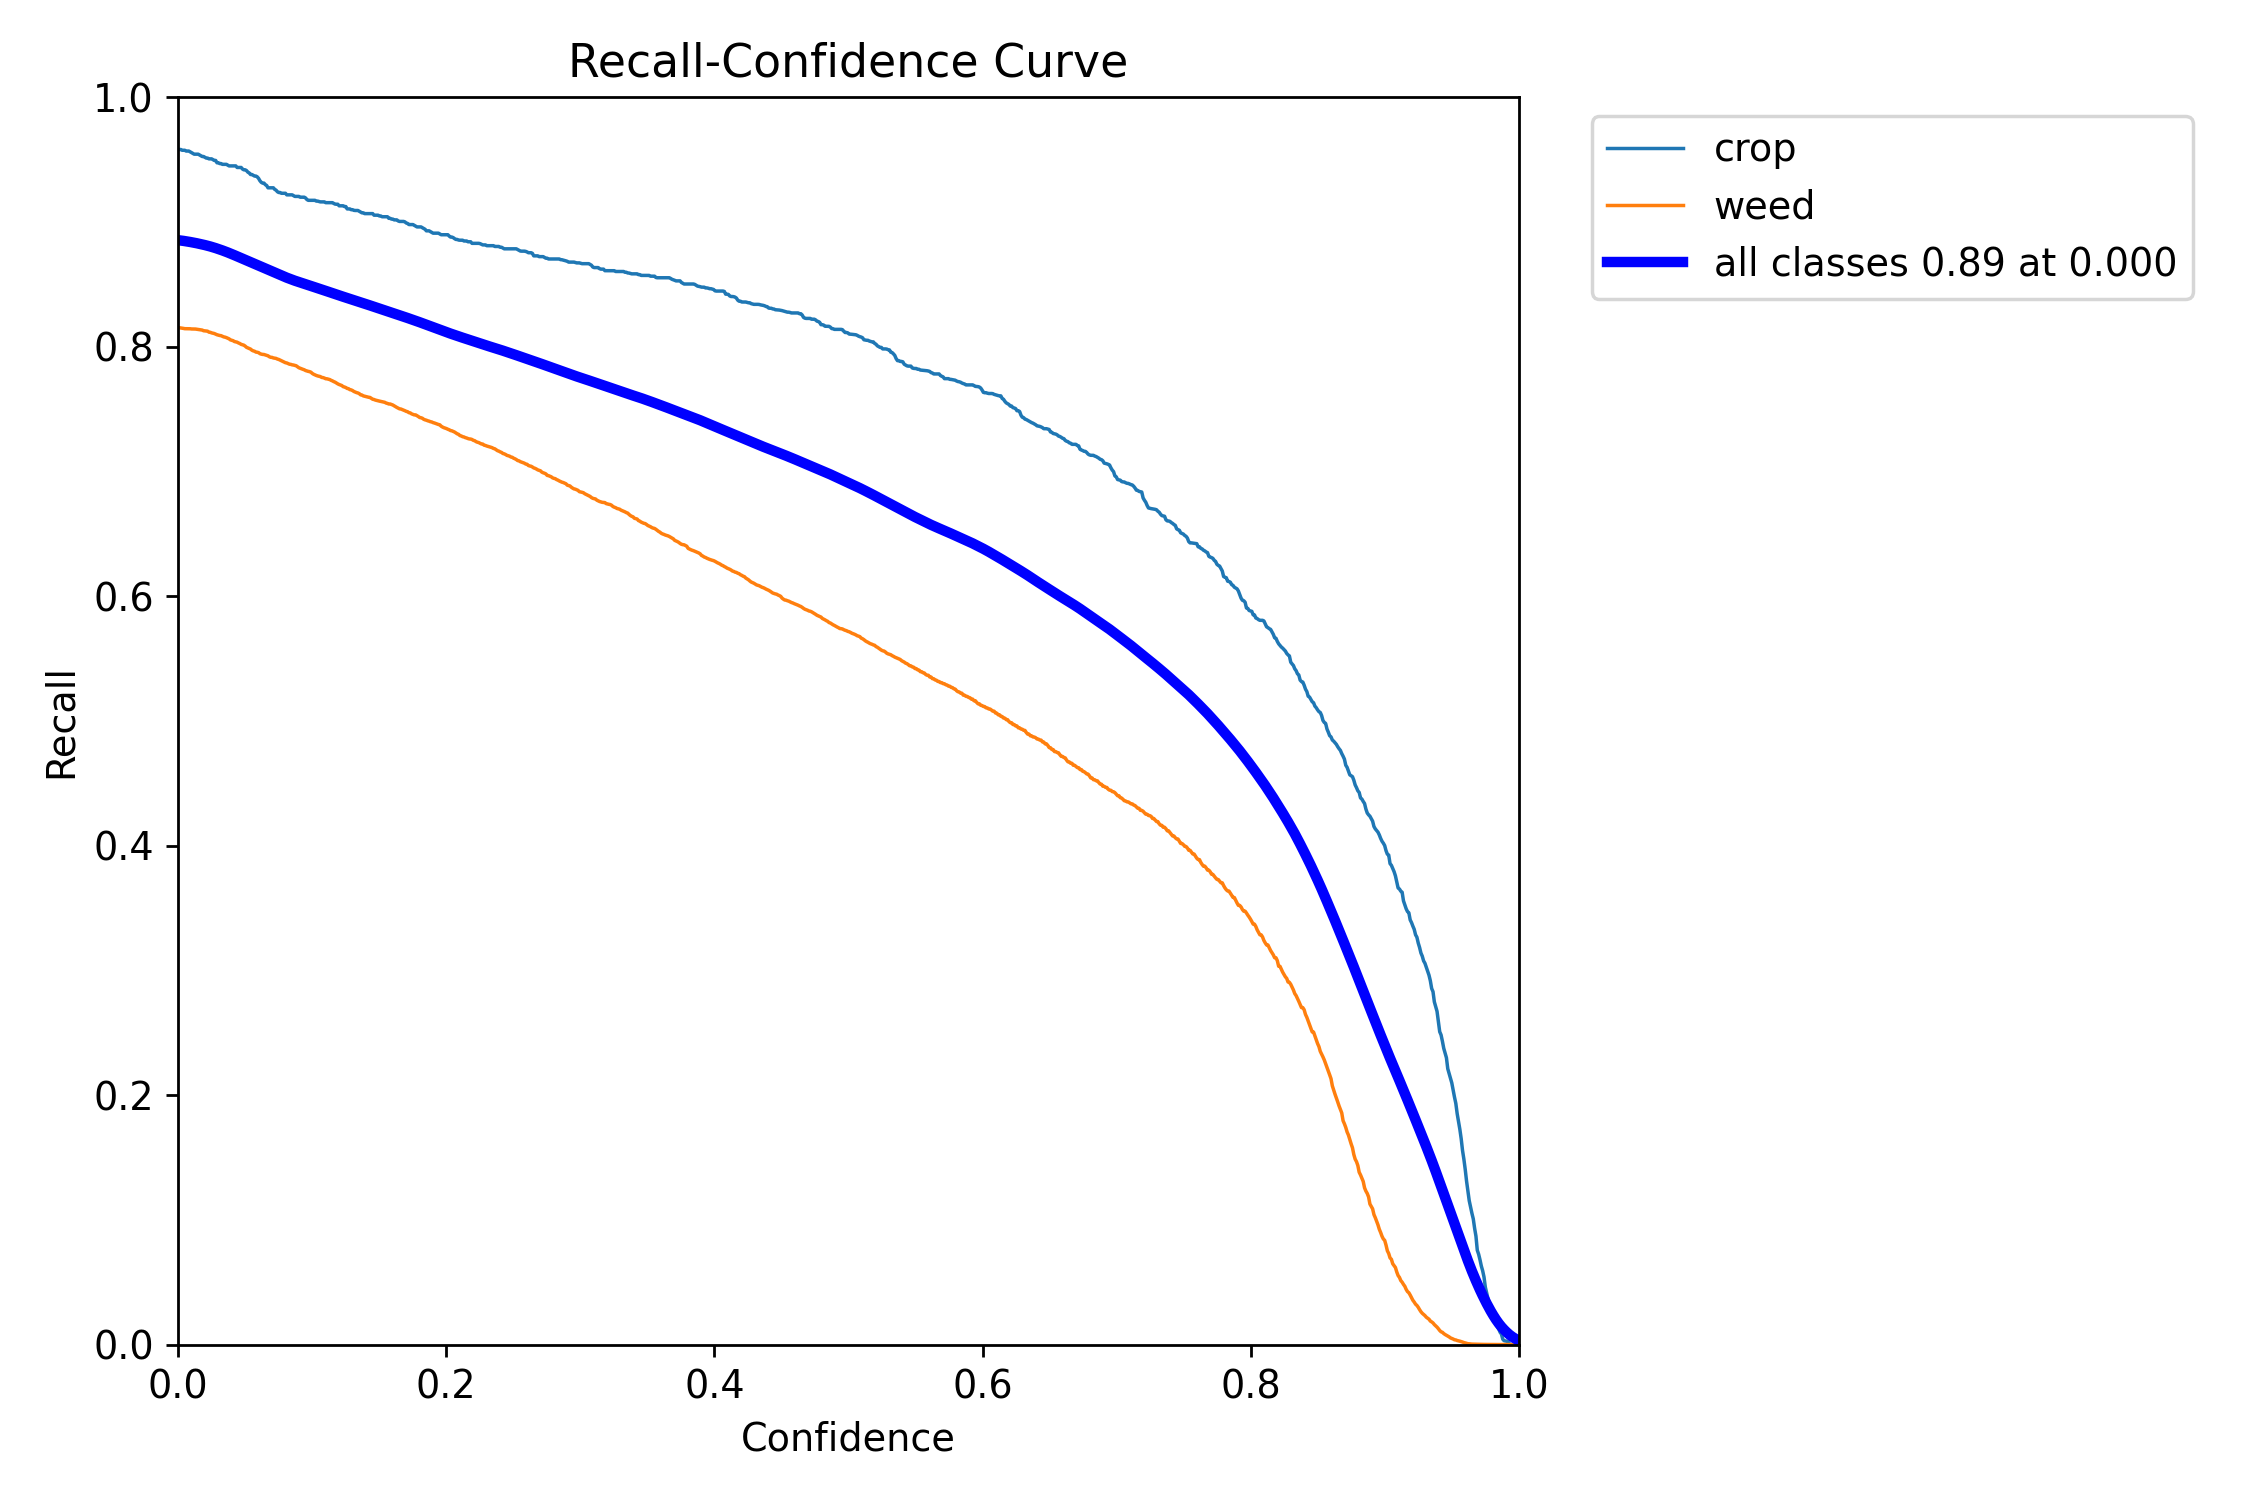 Recall-Confidence Curve
1.0
0.8
0.6
0.4
0.2
0.0
Recall
0.0 0.2 0.4 0.6 0.8 1.0
Confidence
crop
weed
all classes 0.89 at 0.000